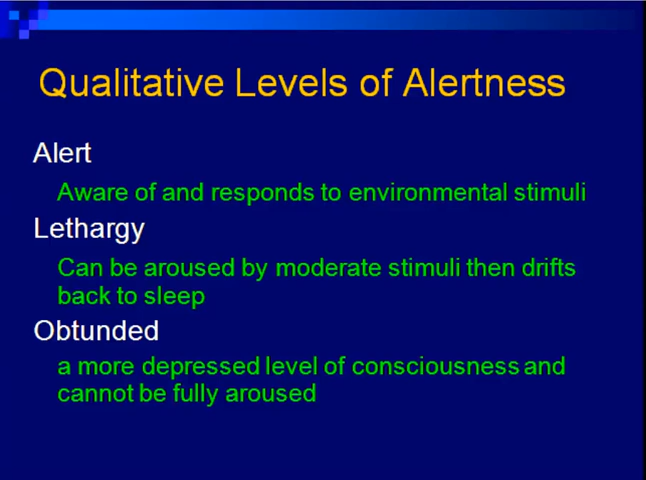 Qualitative Levels of Alertness
Alert
Aware of and responds to environmental stimuli
Lethargy
Can be aroused by moderate stimuli then drifts
back to sleep
Obtunded
a more depressed level of consciousness and
cannot be fully aroused